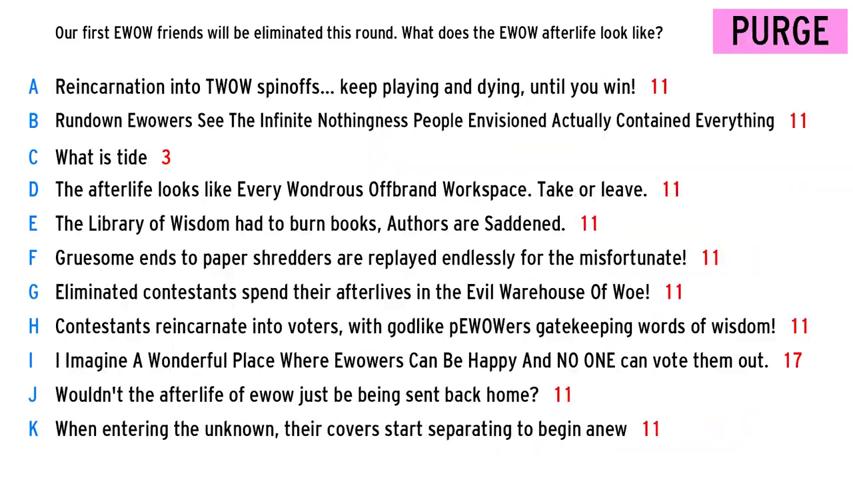 Our first EWOW friends will be eliminated this round. What does the EWOW afterlife look like?
PURGE
A Reincarnation into TWOW spinoffs... keep playing and dying, until you win! 11
B Rundown Ewowers See The Infinite Nothingness People Envisioned Actually Contained Everything 11
C What is tide 3
D The afterlife looks like Every Wondrous Offbrand Workspace. Take or leave. 11
E The Library of Wisdom had to burn books, Authors are Saddened. 11
F Gruesome ends to paper shredders are replayed endlessly for the misfortunate! 11
G Eliminated contestants spend their afterlives in the Evil Warehouse Of Woe! 11
H Contestants reincarnate into voters, with godlike pEWOWers gatekeeping words of wisdom! 11
I I Imagine A Wonderful Place Where Ewowers Can Be Happy And NO ONE can vote them out. 17
J Wouldn't the afterlife of ewow just be being sent back home? 11
K When entering the unknown, their covers start separating to begin anew 11